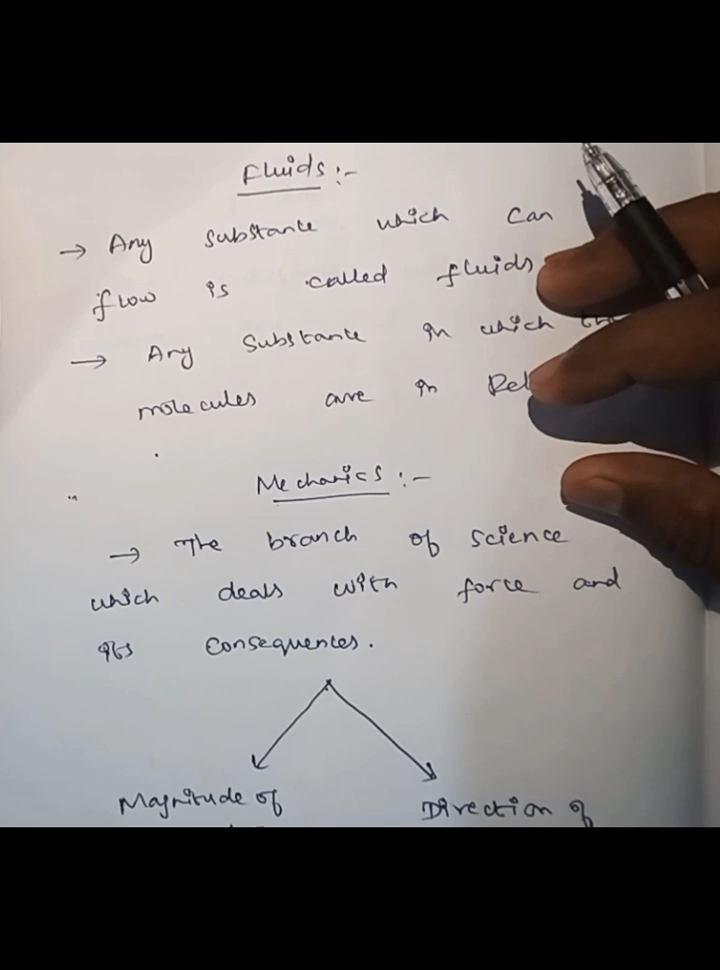 Fluids :-
→ Any substance which can
flow is called fluids
→ Any substance in which
molecules are in
Mechanics :-
→ The branch of science
which deals with force and
its consequences.
Magnitude of
Direction of